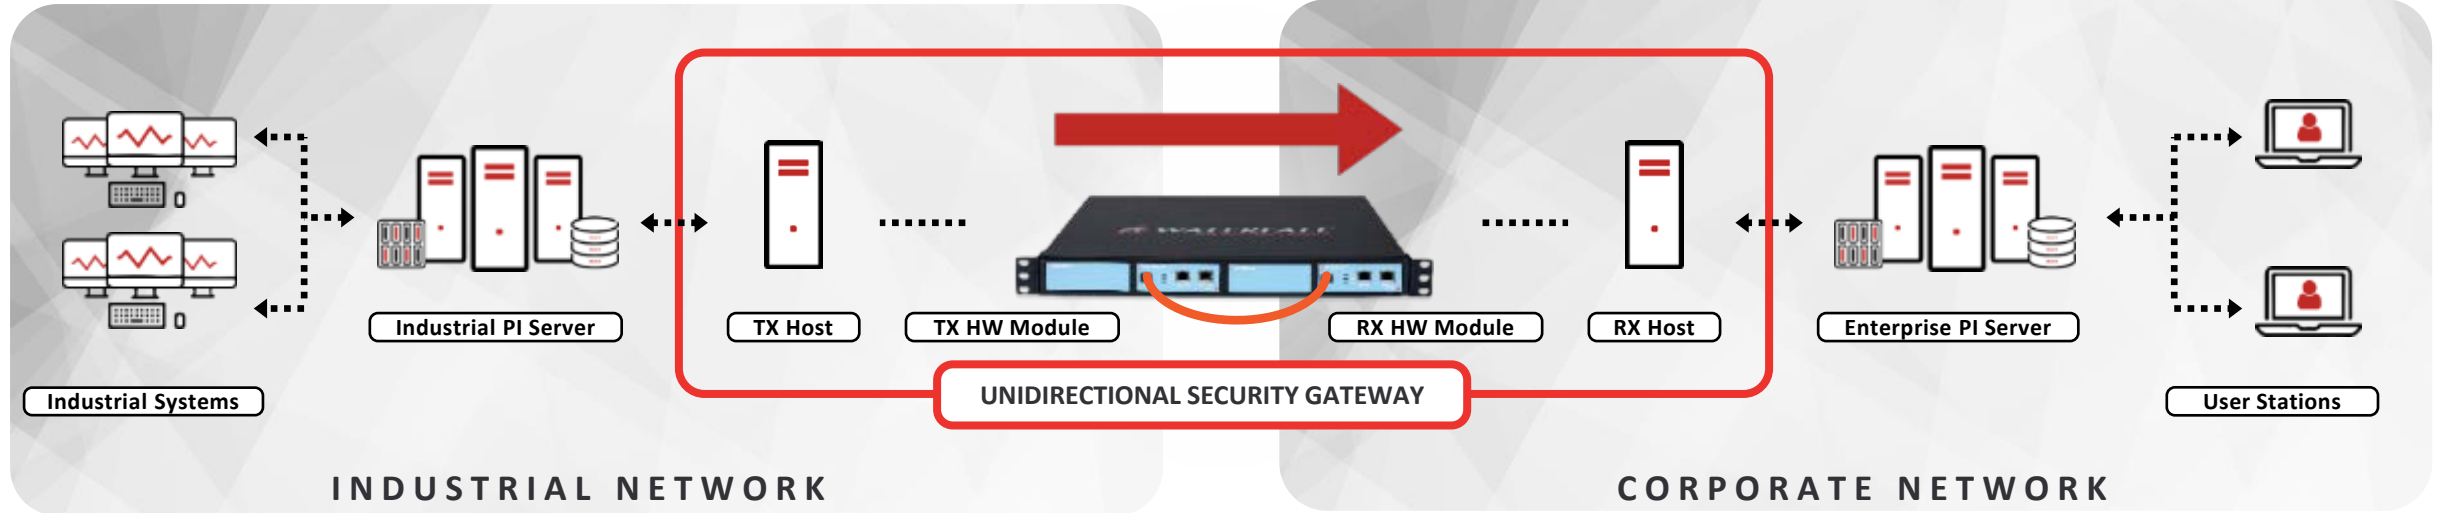 WATERFALL
Industrial PI Server
TX Host
TX HW Module
RX HW Module
RX Host
Enterprise PI Server
UNIDIRECTIONAL SECURITY GATEWAY
Industrial Systems
User Stations
INDUSTRIAL NETWORK
CORPORATE NETWORK